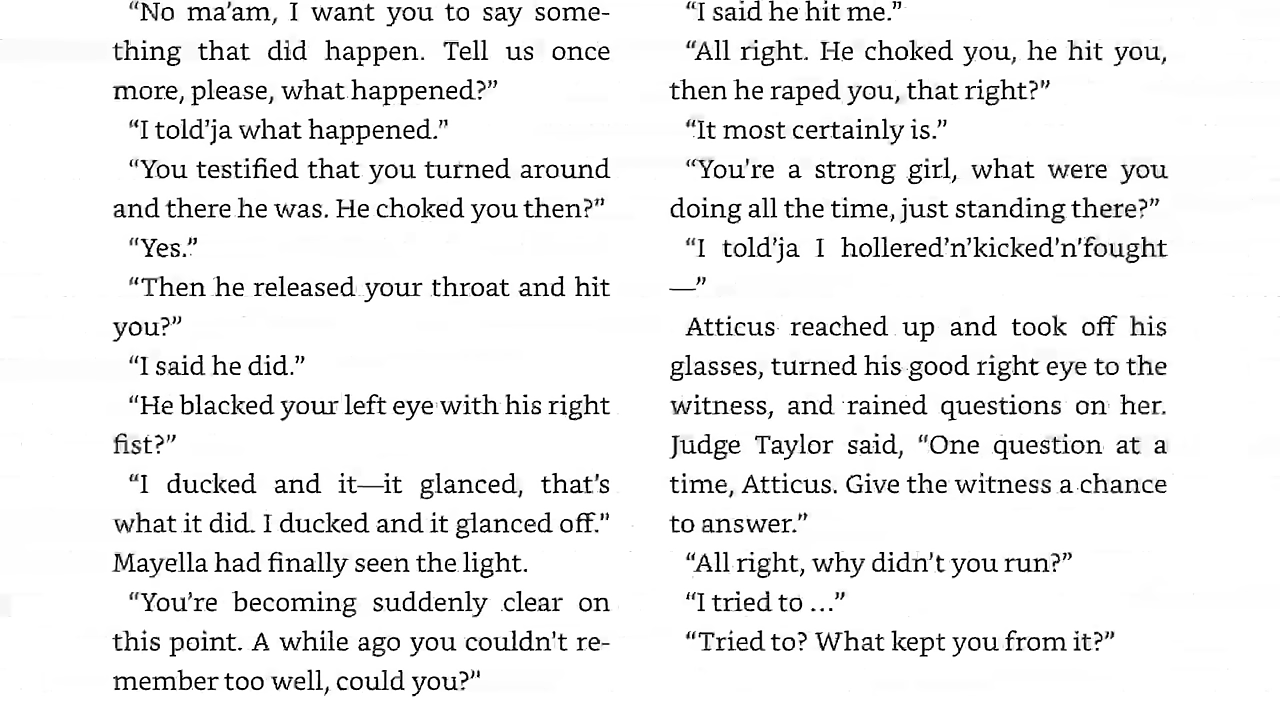 “No ma’am, I want you to say some-
thing that did happen. Tell us once
more, please, what happened?”
“I told’ja what happened.”
“You testified that you turned around
and there he was. He choked you then?”
“Yes.”
“Then he released your throat and hit
you?”
“I said he did.”
“He blacked your left eye with his right
fist?”
“I ducked and it—it glanced, that’s
what it did. I ducked and it glanced off.”
Mayella had finally seen the light.
“You’re becoming suddenly clear on
this point. A while ago you couldn’t re-
member too well, could you?”
“I said he hit me.”
“All right. He choked you, he hit you,
then he raped you, that right?”
“It most certainly is.”
“You’re a strong girl, what were you
doing all the time, just standing there?”
“I told’ja I hollered’n’kicked’n’fought
—”
Atticus reached up and took off his
glasses, turned his good right eye to the
witness, and rained questions on her.
Judge Taylor said, “One question at a
time, Atticus. Give the witness a chance
to answer.”
“All right, why didn’t you run?”
“I tried to …”
“Tried to? What kept you from it?”